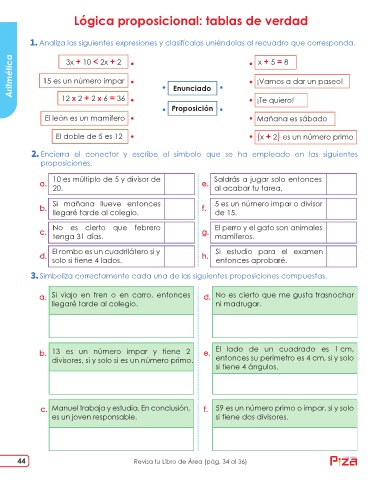 Lógica proposicional: tablas de verdad
Aritmética
1. Analiza las siguientes expresiones y clasifícalas uniéndolas al recuadro que corresponda.
3x + 10 < 2x + 2
15 es un número impar
12 x 2 + 2 x 6 = 36
El león es un mamífero
El doble de 5 es 12
Enunciado
Proposición
x + 5 = 8
¡Vamos a dar un paseo!
¡Te quiero!
Mañana es sábado
(x + 2) es un número primo
2. Encierra el conector y escribe el símbolo que se ha empleado en las siguientes
proposiciones.
a. 10 es múltiplo de 5 y divisor de
20.
b. Si mañana llueve entonces
llegaré tarde al colegio.
c. No es cierto que febrero
tenga 31 días.
d. El rombo es un cuadrilátero si y
solo si tiene 4 lados.
e. Saldrás a jugar solo entonces
al acabar tu tarea.
f. 5 es un número impar o divisor
de 15.
g. El perro y el gato son animales
mamíferos.
h. Si estudio para el examen
entonces aprobaré.
3. Simboliza correctamente cada una de las siguientes proposiciones compuestas.
a. Si viajo en tren o en carro, entonces
llegaré tarde al colegio.
d. No es cierto que me gusta trasnochar
ni madrugar.
b. 13 es un número impar y tiene 2
divisores, si y solo si es un número primo.
e. El lado de un cuadrado es 1 cm,
entonces su perímetro es 4 cm, si y solo
si tiene 4 ángulos.
c. Manuel trabaja y estudia. En conclusión,
es un joven responsable.
f. 59 es un número primo o impar, si y solo
si tiene dos divisores.
44
Revisa tu Libro de Área (pág. 34 al 36)